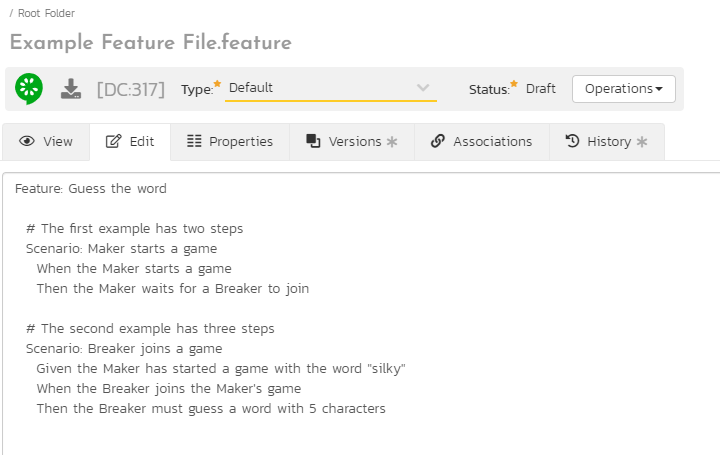 / Root Folder
Example Feature File.feature
[DC:317] Type:* Default Status:* Draft Operations
View Edit Properties Versions * Associations History *
Feature: Guess the word
# The first example has two steps
Scenario: Maker starts a game
When the Maker starts a game
Then the Maker waits for a Breaker to join
# The second example has three steps
Scenario: Breaker joins a game
Given the Maker has started a game with the word "silky"
When the Breaker joins the Maker's game
Then the Breaker must guess a word with 5 characters